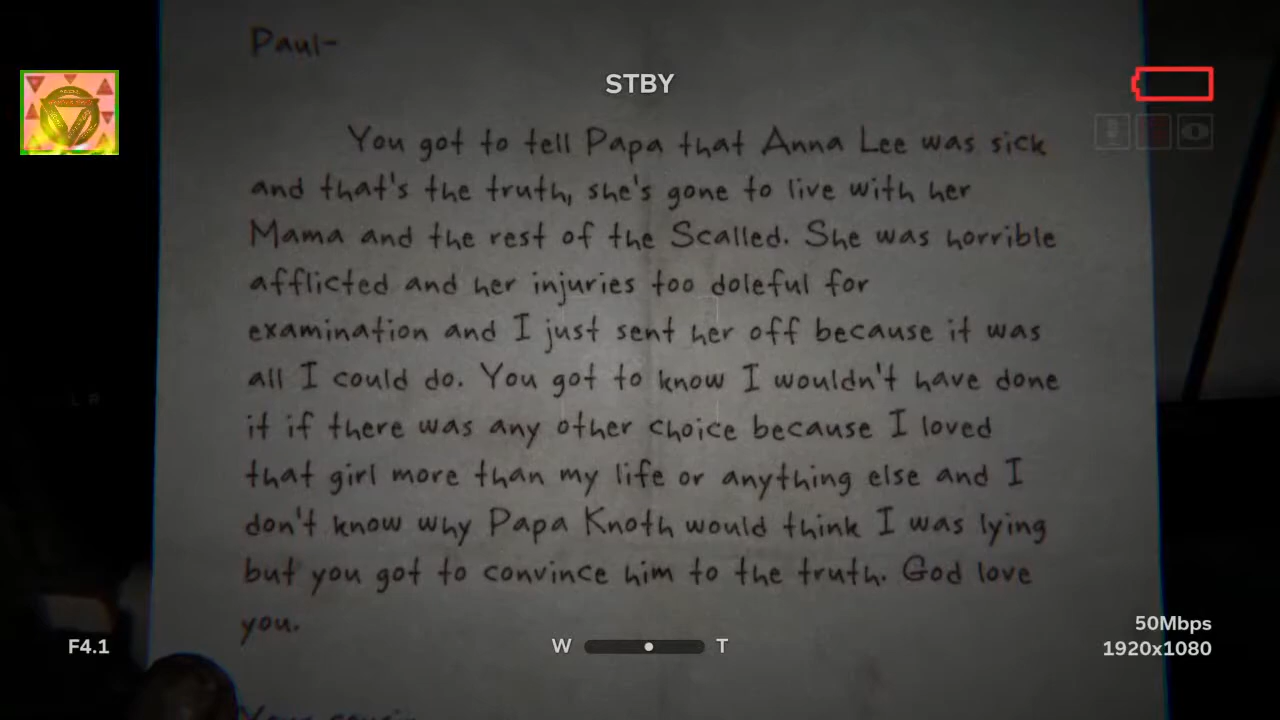 Paul-
STBY
You got to tell Papa that Anna Lee was sick
and that's the truth, she's gone to live with her
Mama and the rest of the Scalled. She was horrible
afflicted and her injuries too doleful for
examination and I just sent her off because it was
all I could do. You got to know I wouldn't have done
it if there was any other choice because I loved
that girl more than my life or anything else and I
don't know why Papa Knoth would think I was lying
but you got to convince him to the truth. God love
you.
F4.1
W T
50Mbps
1920x1080
Your cousin